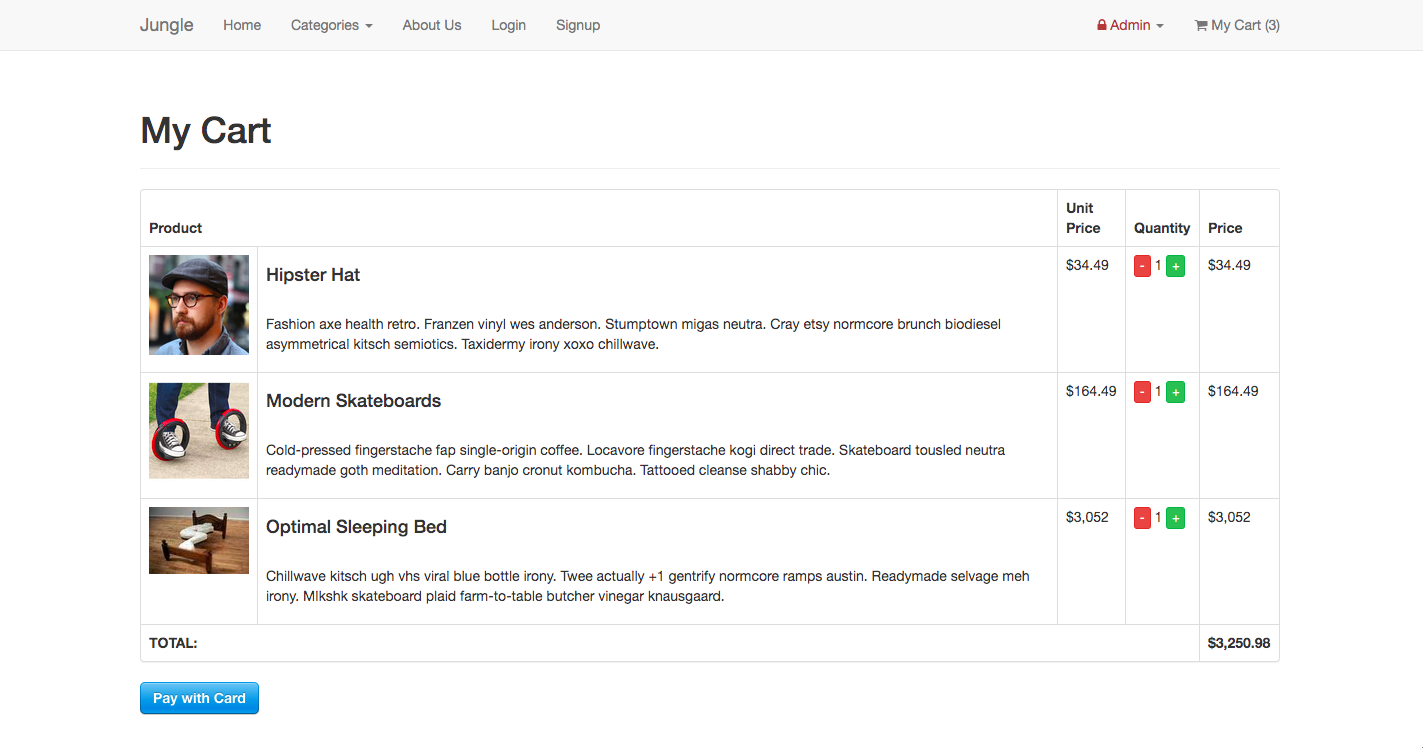 Jungle Home Categories About Us Login Signup Admin My Cart (3)
My Cart
Product Unit Price Quantity Price
Hipster Hat $34.49 - 1 + $34.49
Fashion axe health retro. Franzen vinyl wes anderson. Stumptown migas neutra. Cray etsy normcore brunch biodiesel
asymmetrical kitsch semiotics. Taxidermy irony xoxo chillwave.
Modern Skateboards $164.49 - 1 + $164.49
Cold-pressed fingerstache fap single-origin coffee. Locavore fingerstache kogi direct trade. Skateboard tousled neutra
readymade goth meditation. Carry banjo cronut kombucha. Tattooed cleanse shabby chic.
Optimal Sleeping Bed $3,052 - 1 + $3,052
Chillwave kitsch ugh vhs viral blue bottle irony. Twee actually +1 gentrify normcore ramps austin. Readymade selvage meh
irony. Mlkshk skateboard plaid farm-to-table butcher vinegar knausgaard.
TOTAL: $3,250.98
Pay with Card